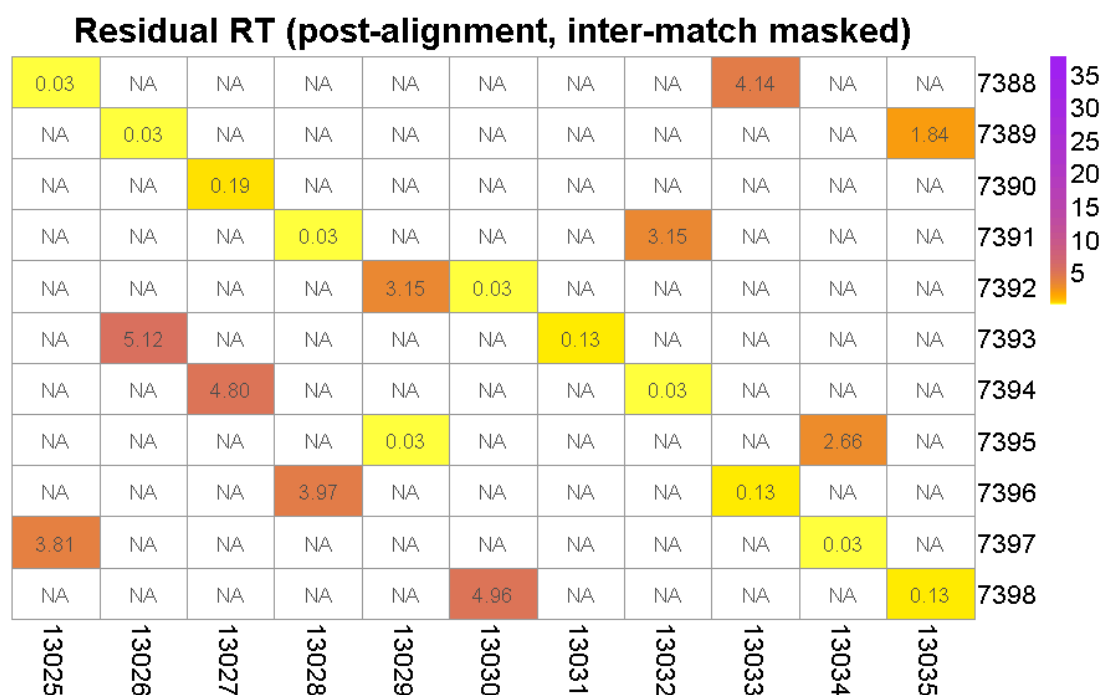 Residual RT (post-alignment, inter-match masked)
0.03 NA NA NA NA NA NA NA 4.14 NA NA 7388
NA 0.03 NA NA NA NA NA NA NA NA 1.84 7389
NA NA 0.19 NA NA NA NA NA NA NA NA 7390
NA NA NA 0.03 NA NA NA 3.15 NA NA NA 7391
NA NA NA NA 3.15 0.03 NA NA NA NA NA 7392
NA 5.12 NA NA NA NA 0.13 NA NA NA NA 7393
NA NA 4.80 NA NA NA NA 0.03 NA NA NA 7394
NA NA NA NA 0.03 NA NA NA NA 2.66 NA 7395
NA NA NA 3.97 NA NA NA NA 0.13 NA NA 7396
3.81 NA NA NA NA NA NA NA NA 0.03 NA 7397
NA NA NA NA NA 4.96 NA NA NA NA 0.13 7398
13025 13026 13027 13028 13029 13030 13031 13032 13033 13034 13035
35
30
25
20
15
10
5